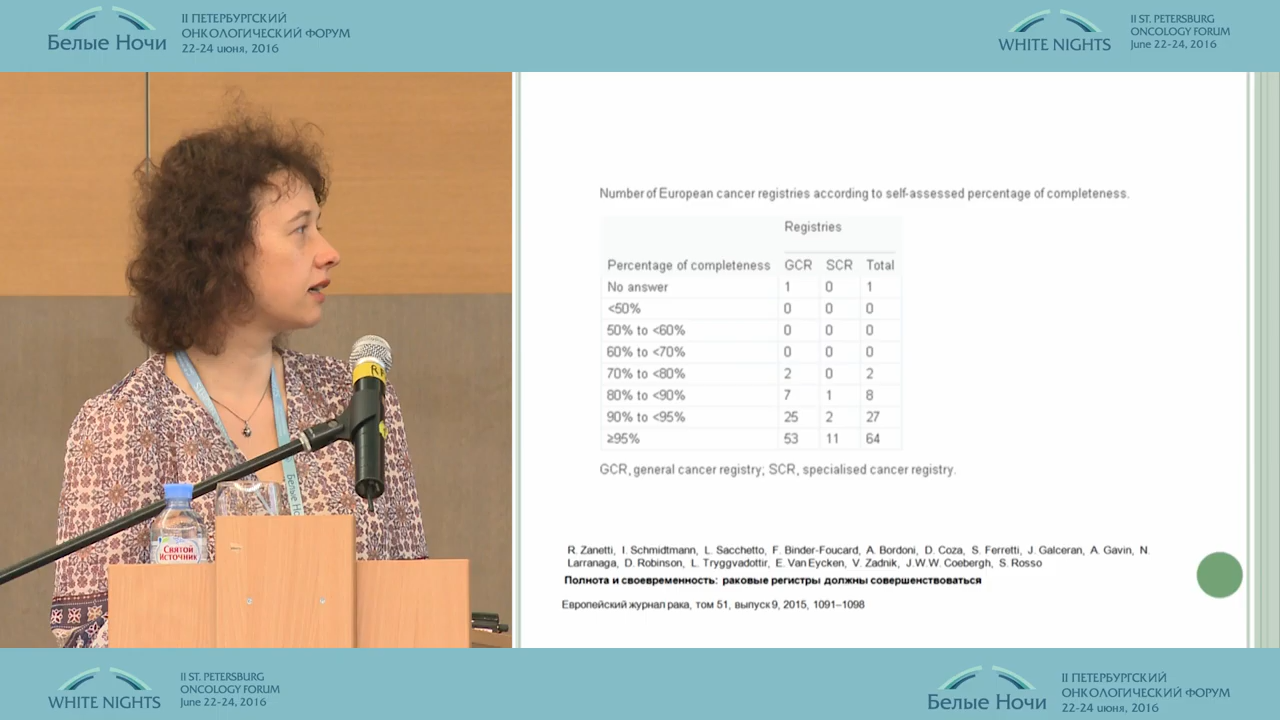 II ПЕТЕРБУРГСКИЙ
ОНКОЛОГИЧЕСКИЙ ФОРУМ
22-24 июня, 2016
Белые Ночи
WHITE NIGHTS
II ST. PETERSBURG
ONCOLOGY FORUM
June 22-24, 2016
Number of European cancer registries according to self-assessed percentage of completeness.
Registries
Percentage of completeness GCR SCR Total
No answer 1 0 1
<50% 0 0 0
50% to <60% 0 0 0
60% to <70% 0 0 0
70% to <80% 2 0 2
80% to <90% 7 1 8
90% to <95% 25 2 27
≥95% 53 11 64
GCR, general cancer registry; SCR, specialised cancer registry.
R. Zanetti, I. Schmidtmann, L. Sacchetto, F. Binder-Foucard, A. Bordoni, D. Coza, S. Ferretti, J. Galceran, A. Gavin, N.
Larranaga, D. Robinson, L. Tryggvadottir, E. Van Eycken, V. Zadnik, J.W.W. Coebergh, S. Rosso
Полнота и своевременность: раковые регистры должны совершенствоваться
Европейский журнал рака, том 51, выпуск 9, 2015, 1091–1098
Святой
Источник
Белые
WHITE NIGHTS
II ST. PETERSBURG
ONCOLOGY FORUM
June 22-24, 2016
Белые Ночи
II ПЕТЕРБУРГСКИЙ
ОНКОЛОГИЧЕСКИЙ ФОРУМ
22-24 июня, 2016